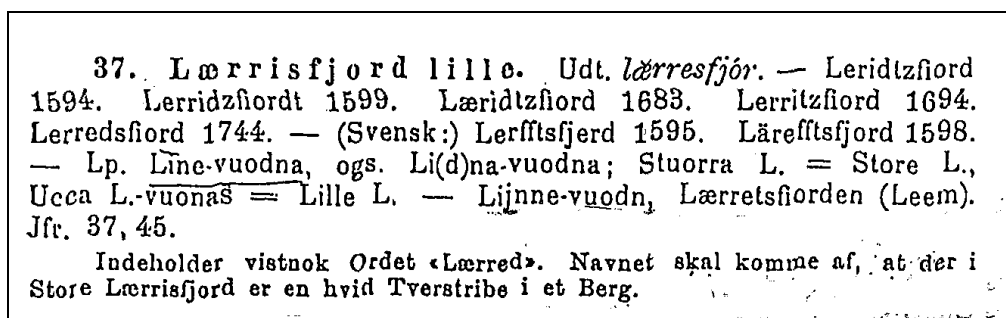 37. Lærrisfjord lille. Udt. lǽrresfjór. — Leridtzfiord
1594. Lerridzfiordt 1599. Læridtzfiord 1683. Lerritzfiord 1694.
Lerredsfiord 1744. — (Svensk:) Lerfftsfjerd 1595. Lärefftsfjord 1598.
— Lp. Līne-vuodna, ogs. Li(d)na-vuodna; Stuorra L. = Store L.,
Ucca L.-vuonaš = Lille L. — Lijnne-vuodn, Lærretsfiorden (Leem).
Jfr. 37, 45.
Indeholder vistnok Ordet «Lærred». Navnet skal komme af, at der i
Store Lærrisfjord er en hvid Tverstribe i et Berg.